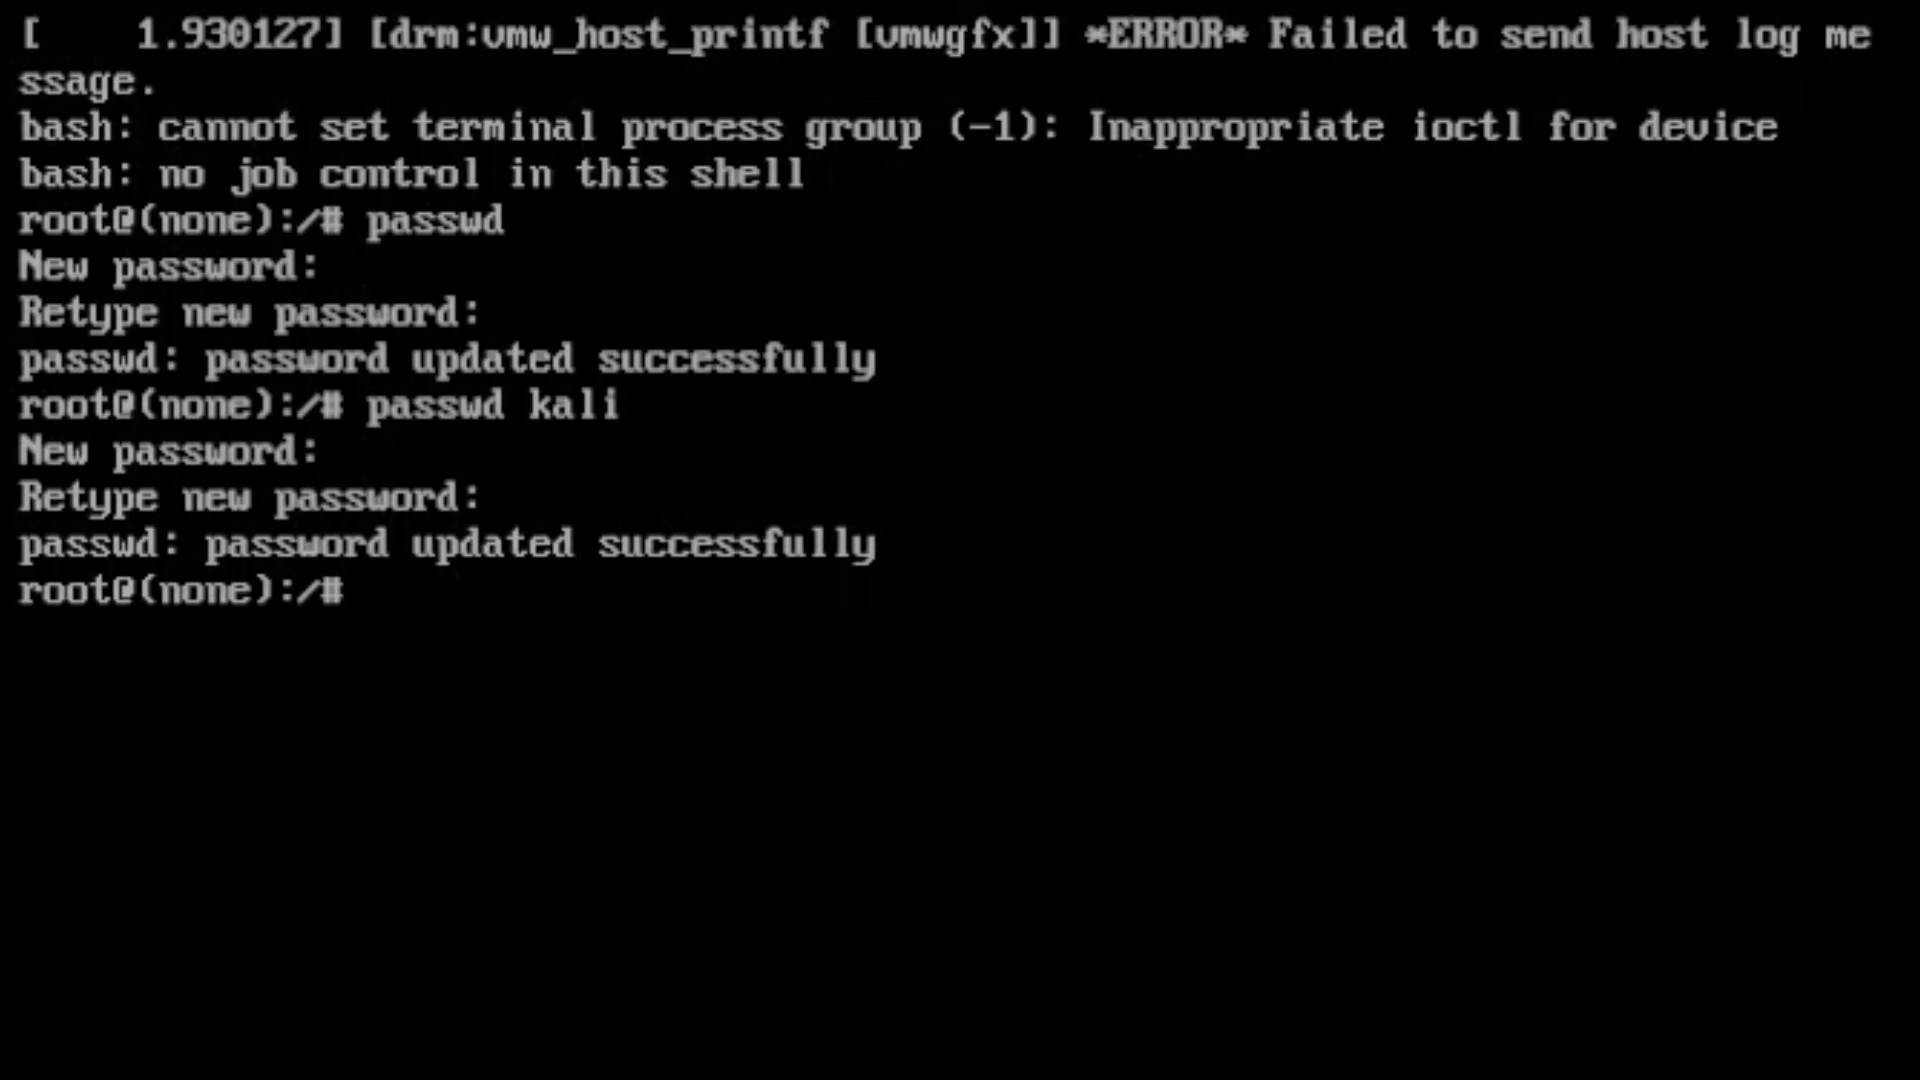 [    1.930127] [drm:vmw_host_printf [vmwgfx]] *ERROR* Failed to send host log me
ssage.
bash: cannot set terminal process group (-1): Inappropriate ioctl for device
bash: no job control in this shell
root@(none):/# passwd
New password:
Retype new password:
passwd: password updated successfully
root@(none):/# passwd kali
New password:
Retype new password:
passwd: password updated successfully
root@(none):/#